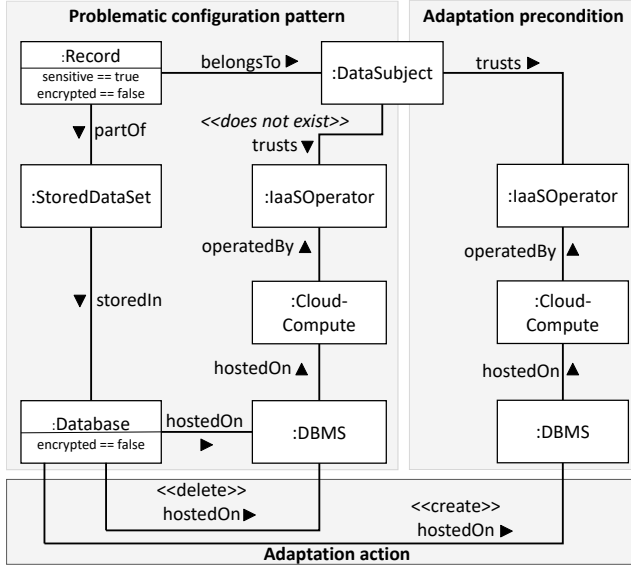 Problematic configuration pattern
Adaptation precondition
:Record
sensitive == true
encrypted == false
belongsTo ►
:DataSubject
trusts ►
<<does not exist>>
trusts ▼
▼ partOf
:StoredDataSet
:IaaSOperator
:IaaSOperator
operatedBy ▲
operatedBy ▲
▼ storedIn
:Cloud-
Compute
:Cloud-
Compute
hostedOn ▲
hostedOn ▲
:Database
encrypted == false
hostedOn
►
:DBMS
:DBMS
<<delete>>
hostedOn ►
<<create>>
hostedOn ►
Adaptation action